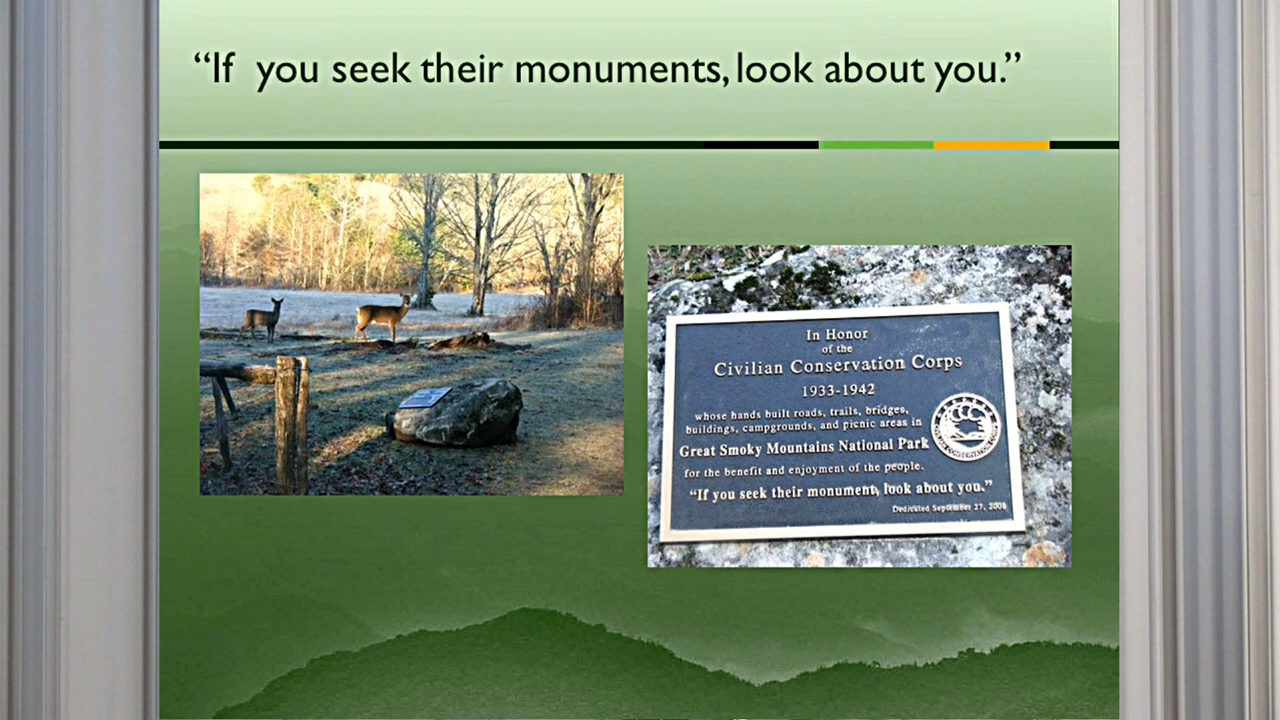 “If  you seek their monuments, look about you.”
In Honor
of the
Civilian Conservation Corps
1933-1942
whose hands built roads, trails, bridges,
buildings, campgrounds, and picnic areas in
Great Smoky Mountains National Park
for the benefit and enjoyment of the people.
“If you seek their monument, look about you.”
Dedicated September 27, 2008